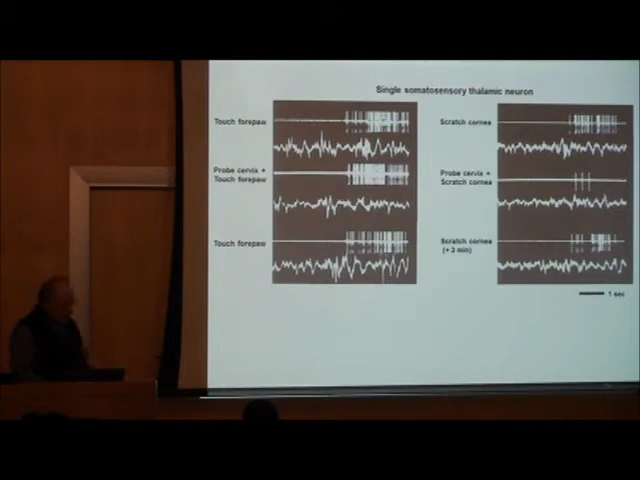 Single somatosensory thalamic neuron
Touch forepaw
Probe cervix +
Touch forepaw
Touch forepaw
Scratch cornea
Probe cervix +
Scratch cornea
Scratch cornea
(+ 3 min)
1 sec